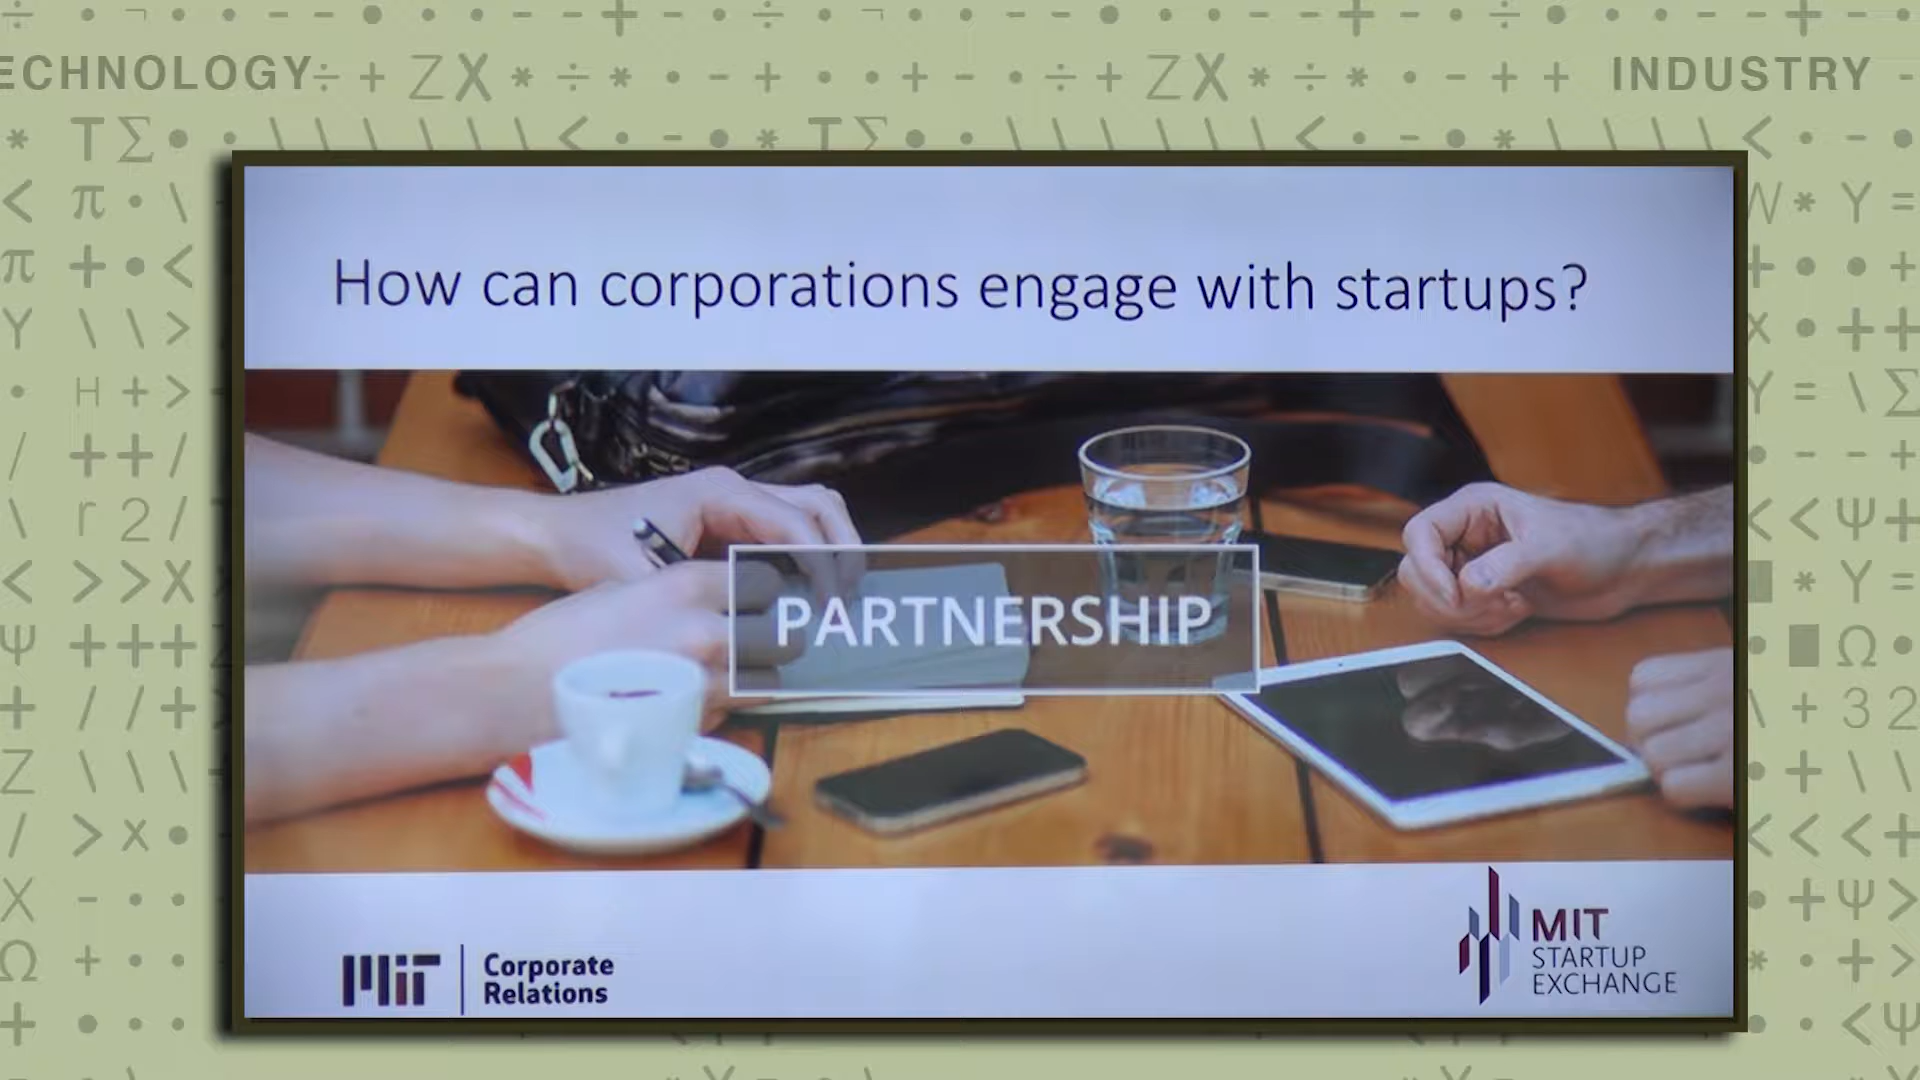 ECHNOLOGY
INDUSTRY
How can corporations engage with startups?
PARTNERSHIP
MIT
Corporate
Relations
MIT
STARTUP
EXCHANGE